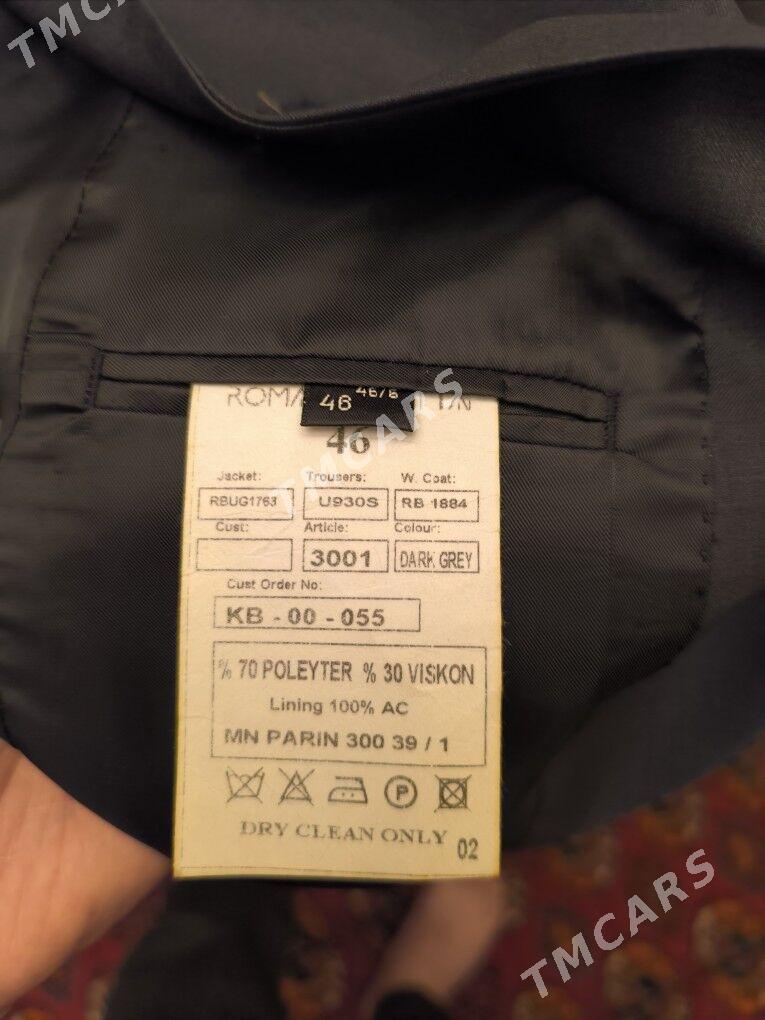 TMCARS
46 46/6
ROMA
46
TMCARS
Jacket: Trousers: W. Coat:
RBUG1763 U930S RB 1884
Cust: Article: Colour:
3001 DARK GREY
Cust Order No:
KB - 00 - 055
% 70 POLEYTER % 30 VISKON
Lining 100% AC
MN PARIN 300 39 / 1
P
DRY CLEAN ONLY 02
TMCARS